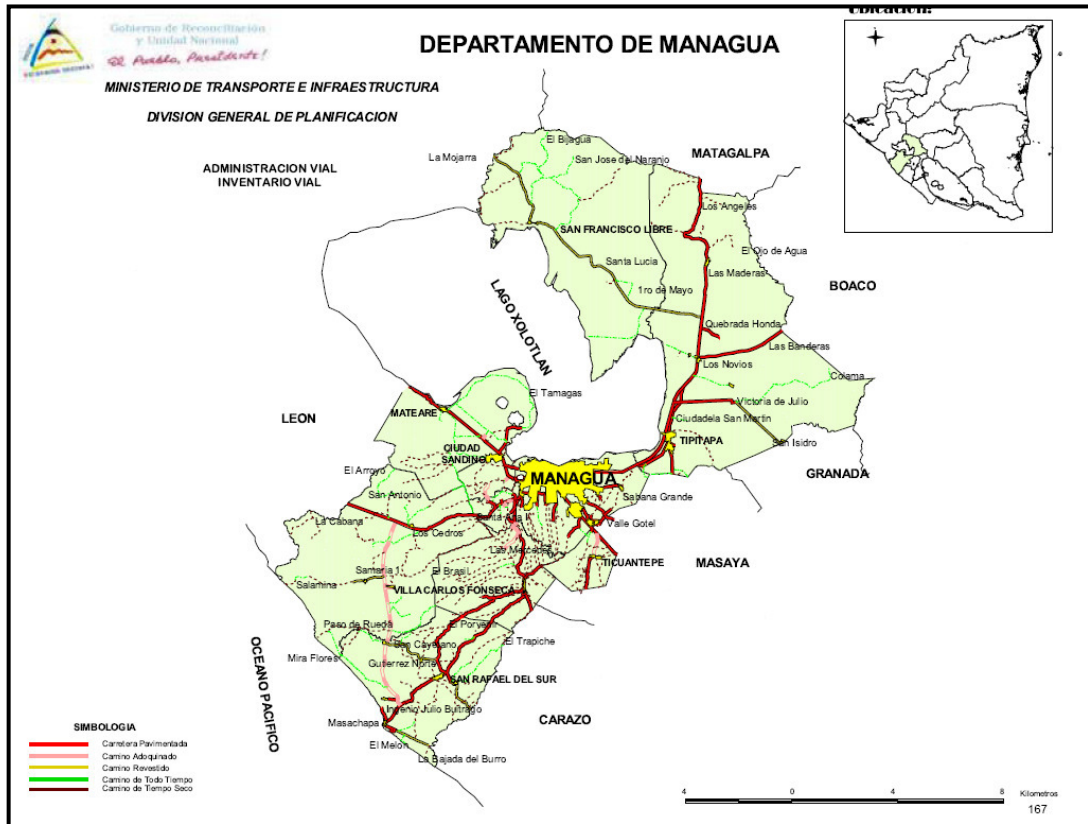 Ubicacion:
Gobierno de Reconciliación
y Unidad Nacional
El Pueblo, Presidente!
DEPARTAMENTO DE MANAGUA
MINISTERIO DE TRANSPORTE E INFRAESTRUCTURA
DIVISION GENERAL DE PLANIFICACION
ADMINISTRACION VIAL
INVENTARIO VIAL
El Bijagua
La Mojarra
San Jose del Naranjo
MATAGALPA
Los Angeles
SAN FRANCISCO LIBRE
El Ojo de Agua
Santa Lucia
Las Maderas
1ro de Mayo
BOACO
LAGO XOLOTLAN
Quebrada Honda
Las Banderas
Los Novios
Colama
El Tamagas
Victoria de Julio
LEON
MATEARE
Ciudadela San Martin
TIPITAPA
San Isidro
CIUDAD
SANDINO
GRANADA
El Arroyo
MANAGUA
San Antonio
Sabana Grande
La Cabana
Santa Ana
Valle Gotel
Los Cedros
Las Mercedes
TICUANTEPE
MASAYA
Samaria
El Brasil
Salamina
VILLA CARLOS FONSECA
Paso de Rueda
El Poryenir
San Cayetano
El Trapiche
Mira Flores
Gutierrez Norte
OCEANO PACIFICO
SAN RAFAEL DEL SUR
Ingenio Julio Buitrago
Masachapa
CARAZO
El Melon
La Bajada del Burro
SIMBOLOGIA
Carretera Pavimentada
Camino Adoquinado
Camino Revestido
Camino de Todo Tiempo
Camino de Tiempo Seco
4 0 4 8 Kilometros
167